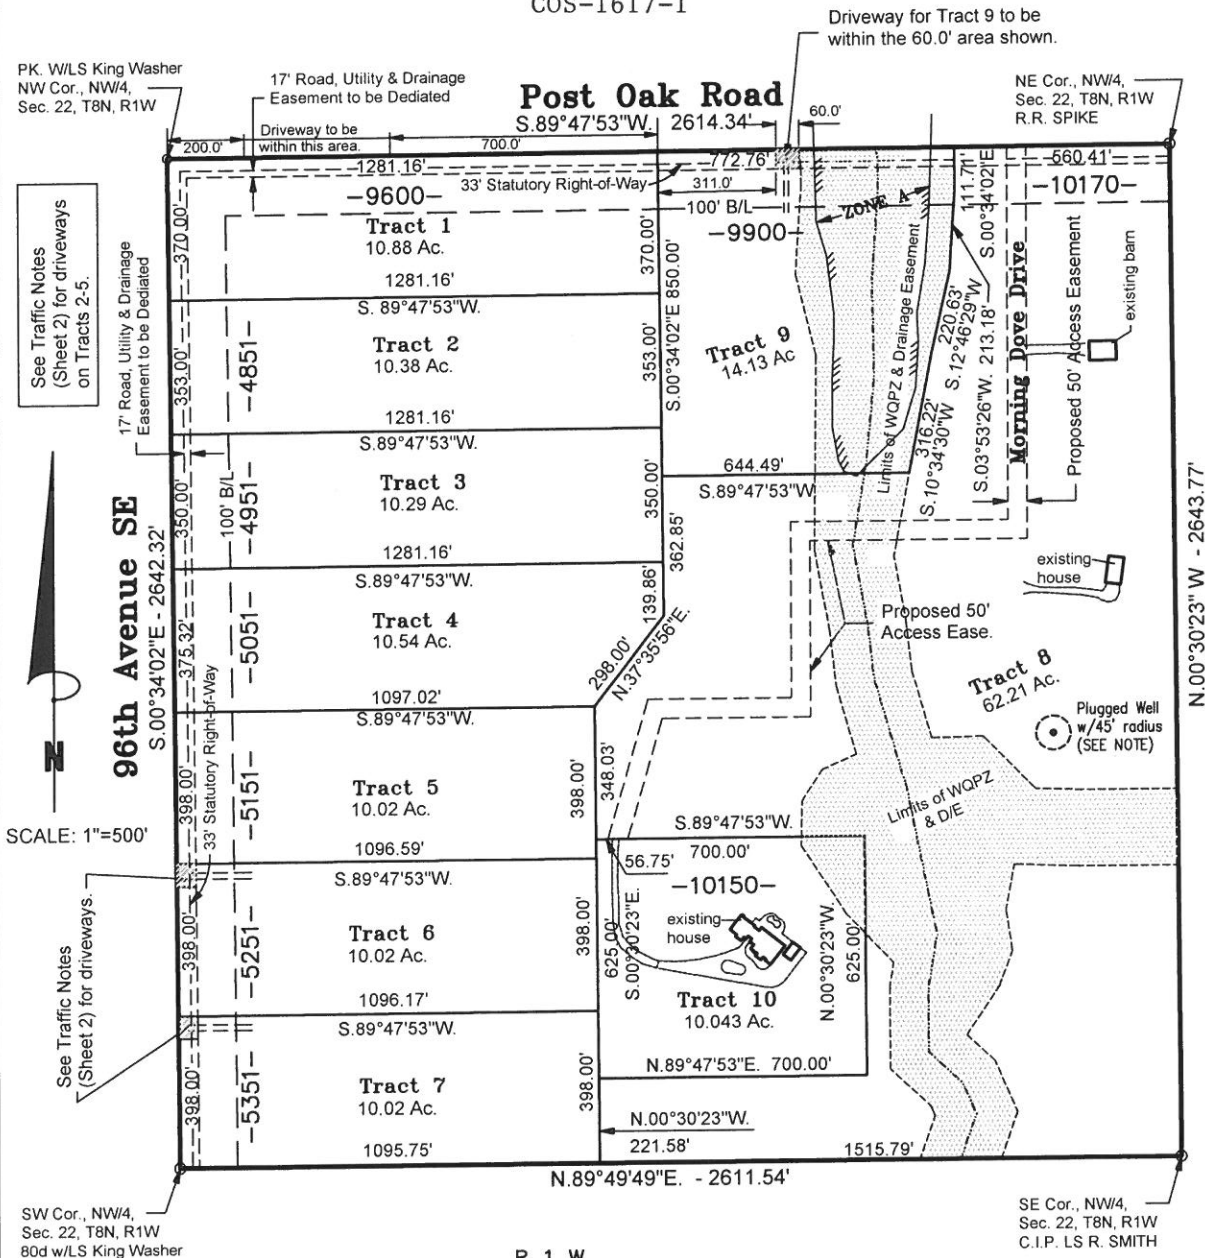 COS-1617-1
Driveway for Tract 9 to be
within the 60.0' area shown.
PK. W/LS King Washer
NW Cor., NW/4,
Sec. 22, T8N, R1W
17' Road, Utility & Drainage
Easement to be Dediated
Post Oak Road
S.89°47'53"W. 2614.34'
60.0'
NE Cor., NW/4,
Sec. 22, T8N, R1W
R.R. SPIKE
200.0'
Driveway to be
within this area.
700.0'
1281.16'
772.76'
560.41'
33' Statutory Right-of-Way
311.0'
-9600-
100' B/L
-9900-
-10170-
ZONE A
111.71'
S.00°34'02"E
Tract 1
10.88 Ac.
370.00'
370.00'
1281.16'
S. 89°47'53"W.
See Traffic Notes
(Sheet 2) for driveways
on Tracts 2-5.
17' Road, Utility & Drainage
Easement to be Dediated
Tract 2
10.38 Ac.
353.00'
-4851-
353.00'
S.00°34'02"E 850.00'
1281.16'
S.89°47'53"W.
Tract 9
14.13 Ac
Limits of WQPZ & Drainage Easement
220.63'
S.12°46'29"W
S.03°53'26"W. 213.18'
316.22'
S.10°34'30"W
Morning Dove Drive
Proposed 50' Access Easement
existing barn
644.49'
S.89°47'53"W
Tract 3
10.29 Ac.
350.00'
100' B/L
-4951-
350.00'
362.85'
1281.16'
S.89°47'53"W.
96th Avenue SE
S.00°34'02"E - 2642.32'
N.00°30'23" W - 2643.77'
Tract 4
10.54 Ac.
375.32'
-5051-
139.86'
298.00'
N.37°35'56"E.
1097.02'
S.89°47'53"W.
existing
house
Proposed 50'
Access Ease.
Tract 8
62.21 Ac.
Plugged Well
w/45' radius
(SEE NOTE)
N
SCALE: 1"=500'
33' Statutory Right-of-Way
Tract 5
10.02 Ac.
398.00'
-5151-
398.00'
348.03'
1096.59'
S.89°47'53"W.
Limits of WQPZ
& D/E
S.89°47'53"W.
56.75'
700.00'
-10150-
existing
house
See Traffic Notes
(Sheet 2) for driveways.
Tract 6
10.02 Ac.
398.00'
-5251-
398.00'
625.00'
S.00°30'23"E.
N.00°30'23"W.
625.00'
1096.17'
S.89°47'53"W.
Tract 10
10.043 Ac.
N.89°47'53"E. 700.00'
Tract 7
10.02 Ac.
398.00'
-5351-
398.00'
N.00°30'23"W.
221.58'
1095.75'
1515.79'
N.89°49'49"E. - 2611.54'
SW Cor., NW/4,
Sec. 22, T8N, R1W
80d w/LS King Washer
SE Cor., NW/4,
Sec. 22, T8N, R1W
C.I.P. LS R. SMITH
R 1 W